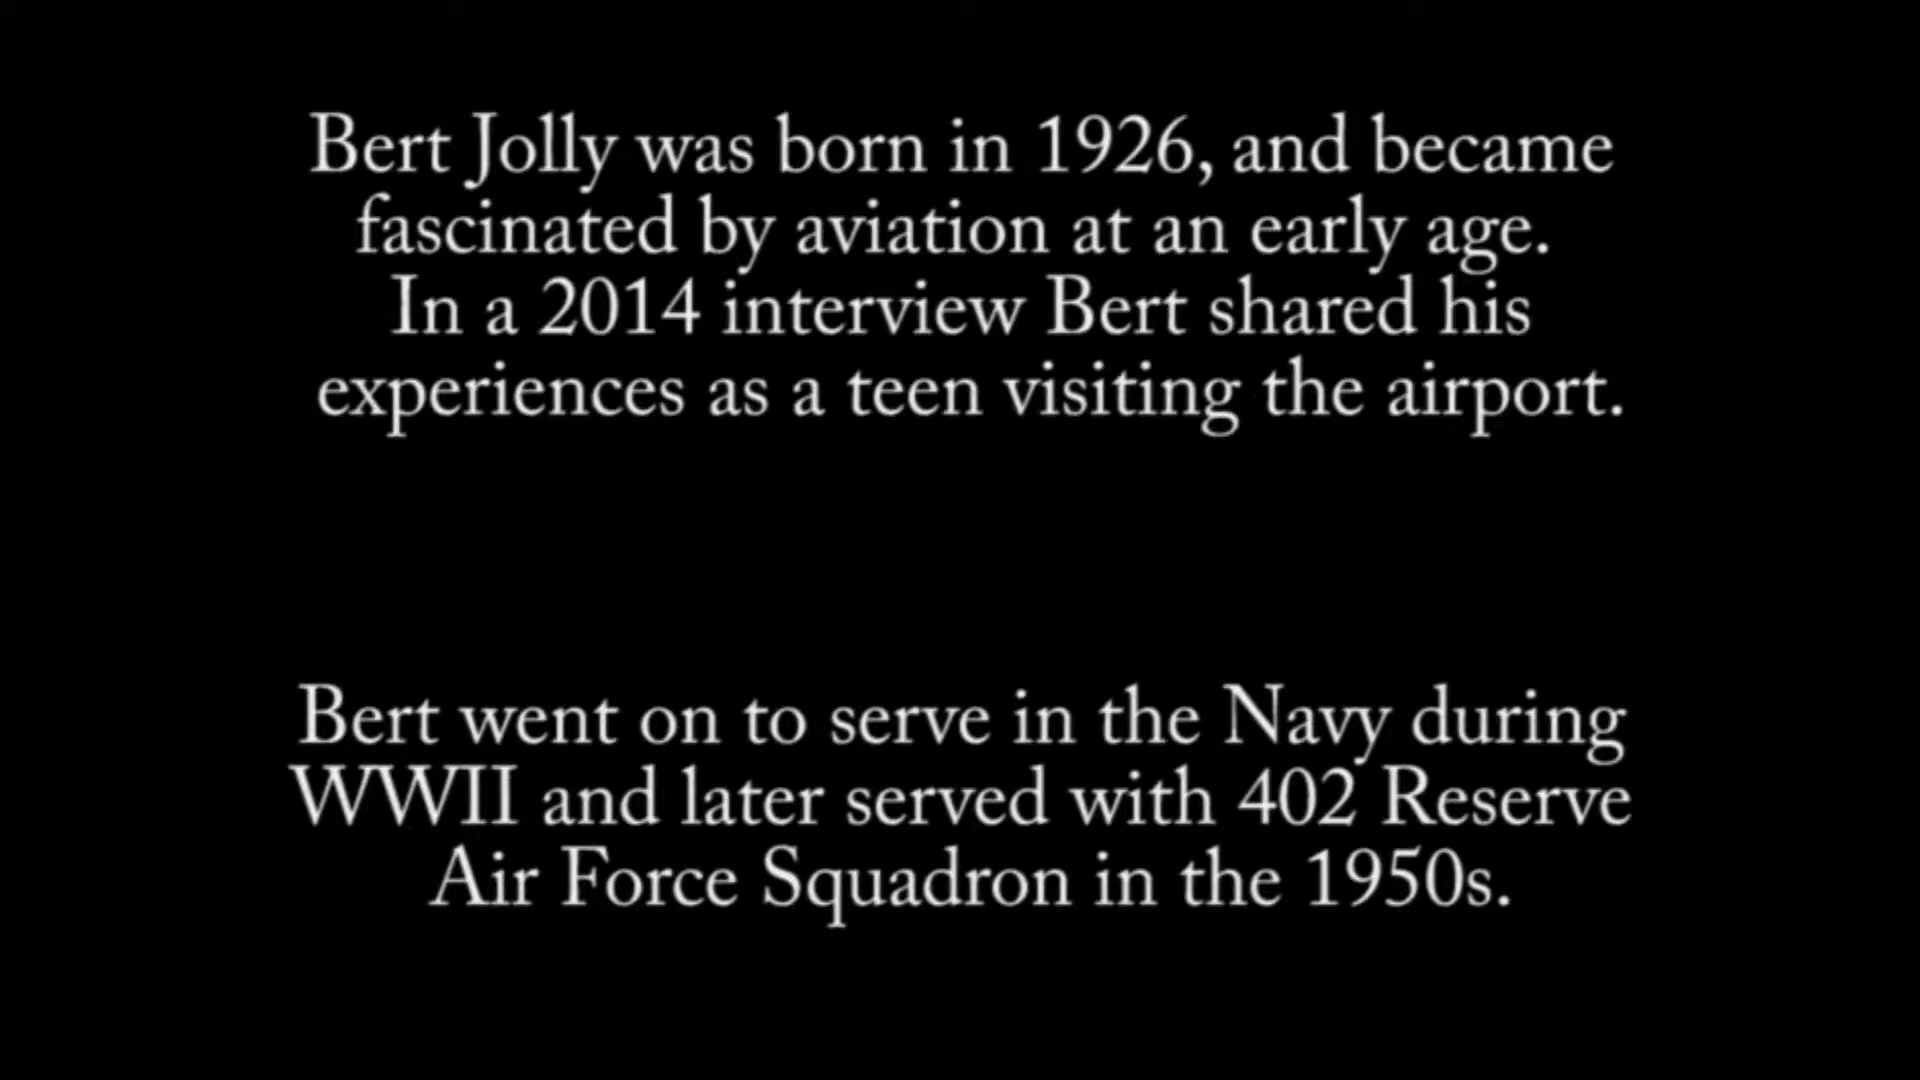 Bert Jolly was born in 1926, and became
fascinated by aviation at an early age.
In a 2014 interview Bert shared his
experiences as a teen visiting the airport.
Bert went on to serve in the Navy during
WWII and later served with 402 Reserve
Air Force Squadron in the 1950s.